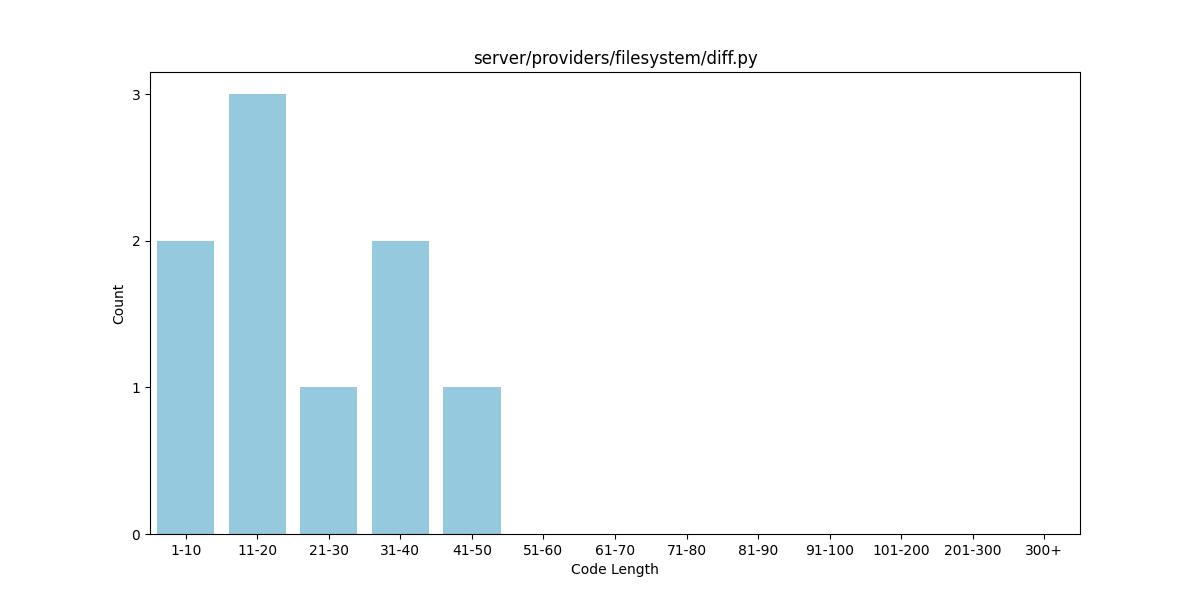 server/providers/filesystem/diff.py
3
2
1
0
Count
1-10 11-20 21-30 31-40 41-50 51-60 61-70 71-80 81-90 91-100 101-200 201-300 300+
Code Length